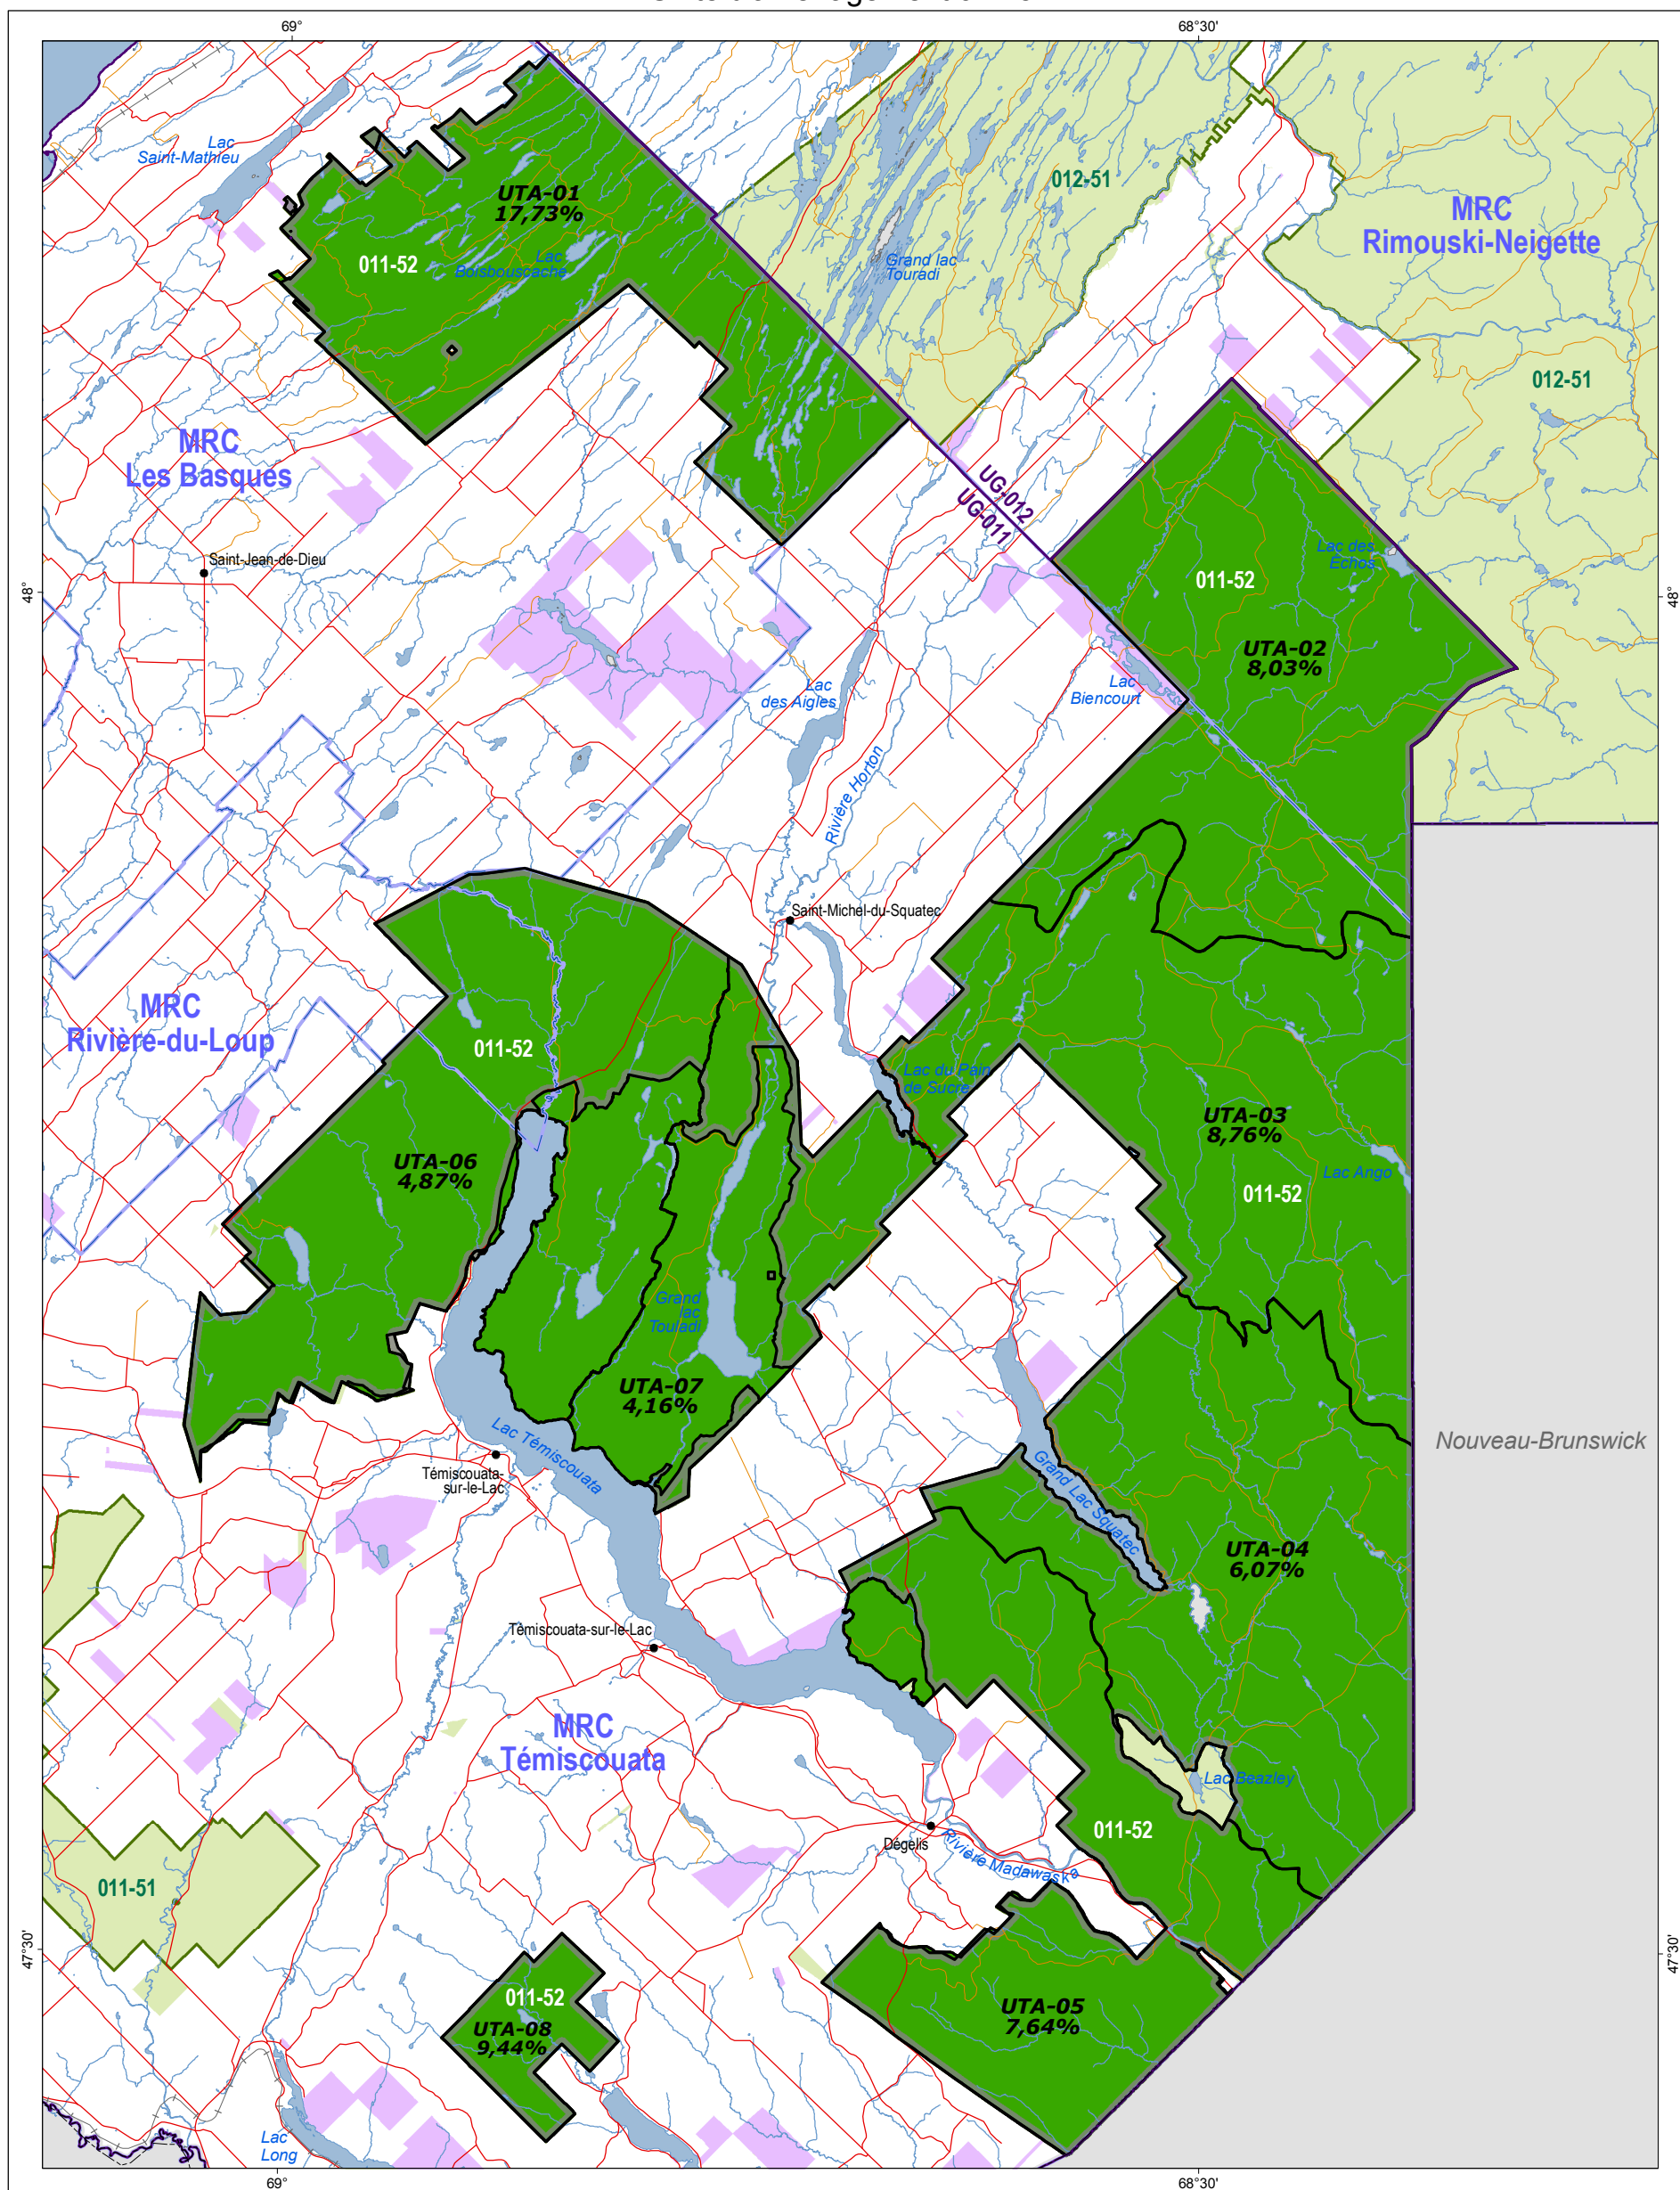 69°
68°30'
Lac
Saint-Mathieu
UTA-01
17,73%
011-52
Lac
Boisbouscache
012-51
Grand lac
Touradi
MRC
Rimouski-Neigette
012-51
MRC
Les Basques
UG-012
UG-011
Saint-Jean-de-Dieu
48°
48°
Lac des
Échos
011-52
UTA-02
8,03%
Lac
des Aigles
Lac
Biencourt
Rivière Horton
Saint-Michel-du-Squatec
MRC
Rivière-du-Loup
011-52
Lac du Pain
de Sucre
UTA-03
8,76%
Lac Ango
011-52
UTA-06
4,87%
Grand
lac
Touladi
UTA-07
4,16%
Nouveau-Brunswick
Lac Témiscouata
Témiscouata-
sur-le-Lac
Grand Lac Squatec
UTA-04
6,07%
Témiscouata-sur-le-Lac
MRC
Témiscouata
Lac Beazley
011-52
Dégelis
Rivière Madawaska
011-51
47°30'
47°30'
011-52
UTA-08
9,44%
UTA-05
7,64%
Lac
Long
69°
68°30'